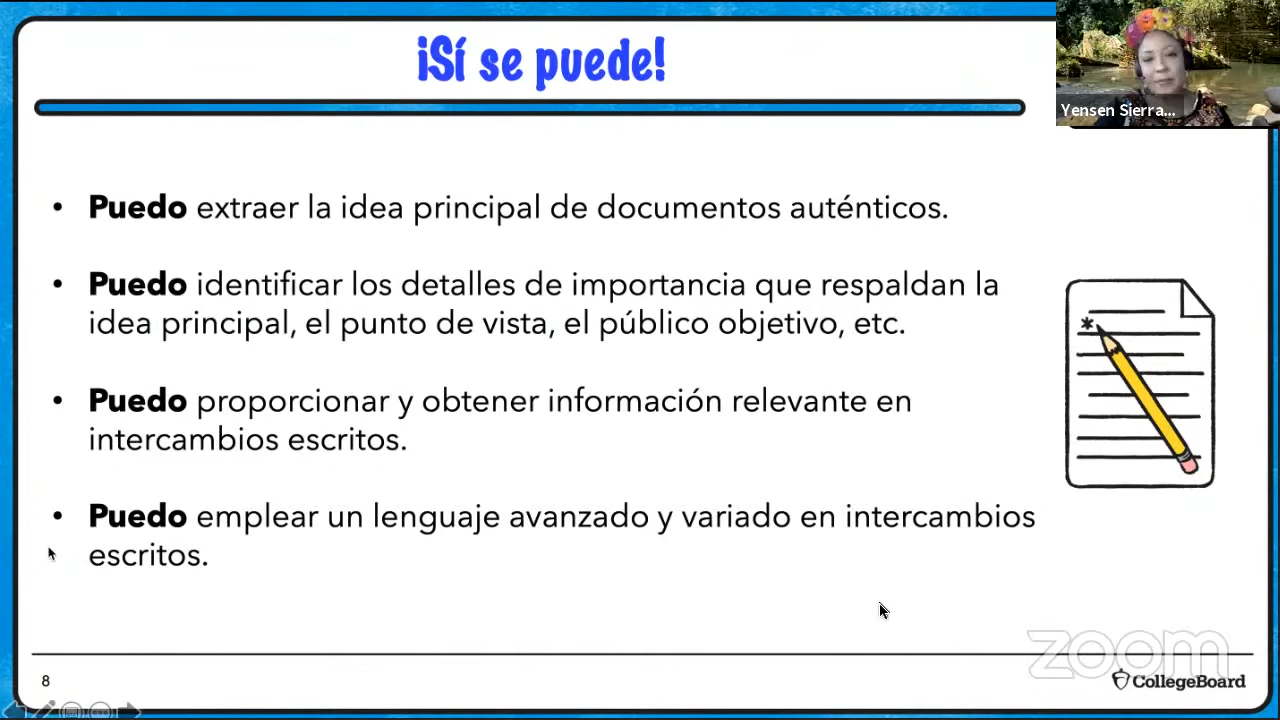 ¡Sí se puede!
Yensen Sierra...
• Puedo extraer la idea principal de documentos auténticos.
• Puedo identificar los detalles de importancia que respaldan la
idea principal, el punto de vista, el público objetivo, etc.
• Puedo proporcionar y obtener información relevante en
intercambios escritos.
• Puedo emplear un lenguaje avanzado y variado en intercambios
escritos.
zoom
8
CollegeBoard